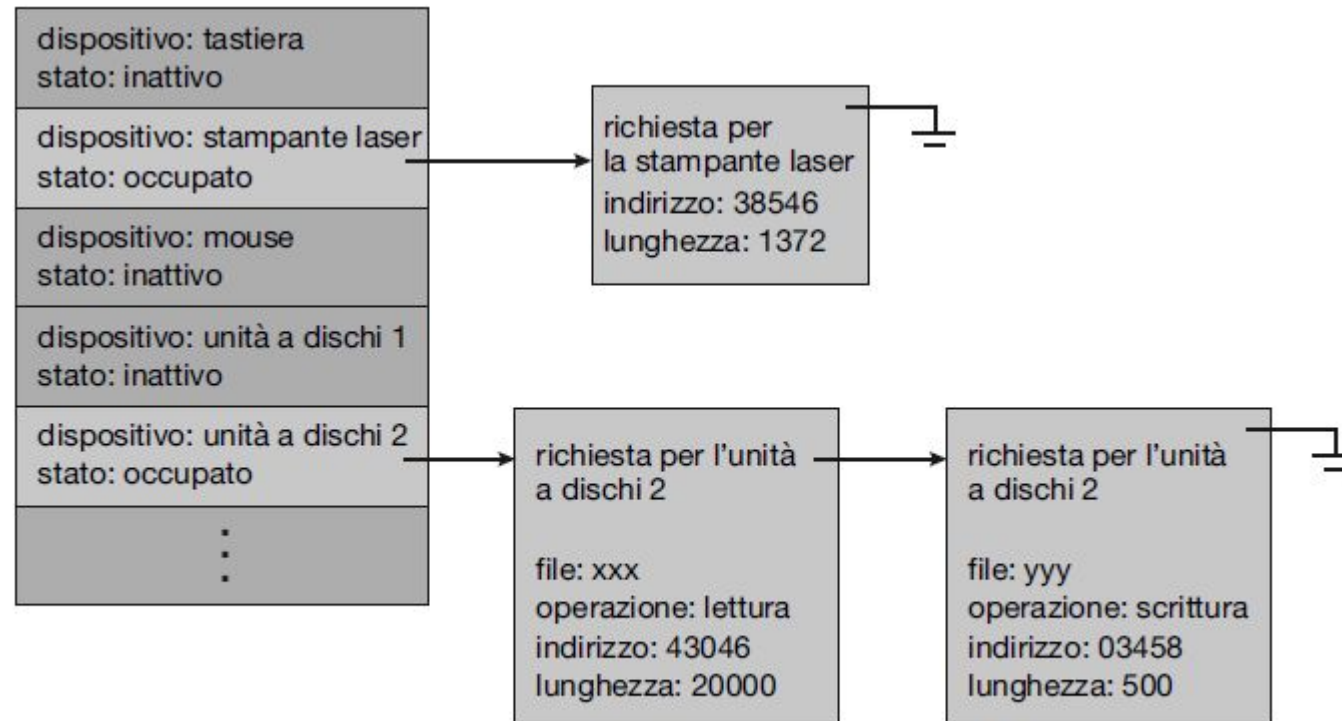 dispositivo: tastiera
stato: inattivo
dispositivo: stampante laser
stato: occupato
dispositivo: mouse
stato: inattivo
dispositivo: unità a dischi 1
stato: inattivo
dispositivo: unità a dischi 2
stato: occupato
richiesta per
la stampante laser
indirizzo: 38546
lunghezza: 1372
richiesta per l'unità
a dischi 2
file: xxx
operazione: lettura
indirizzo: 43046
lunghezza: 20000
richiesta per l'unità
a dischi 2
file: yyy
operazione: scrittura
indirizzo: 03458
lunghezza: 500